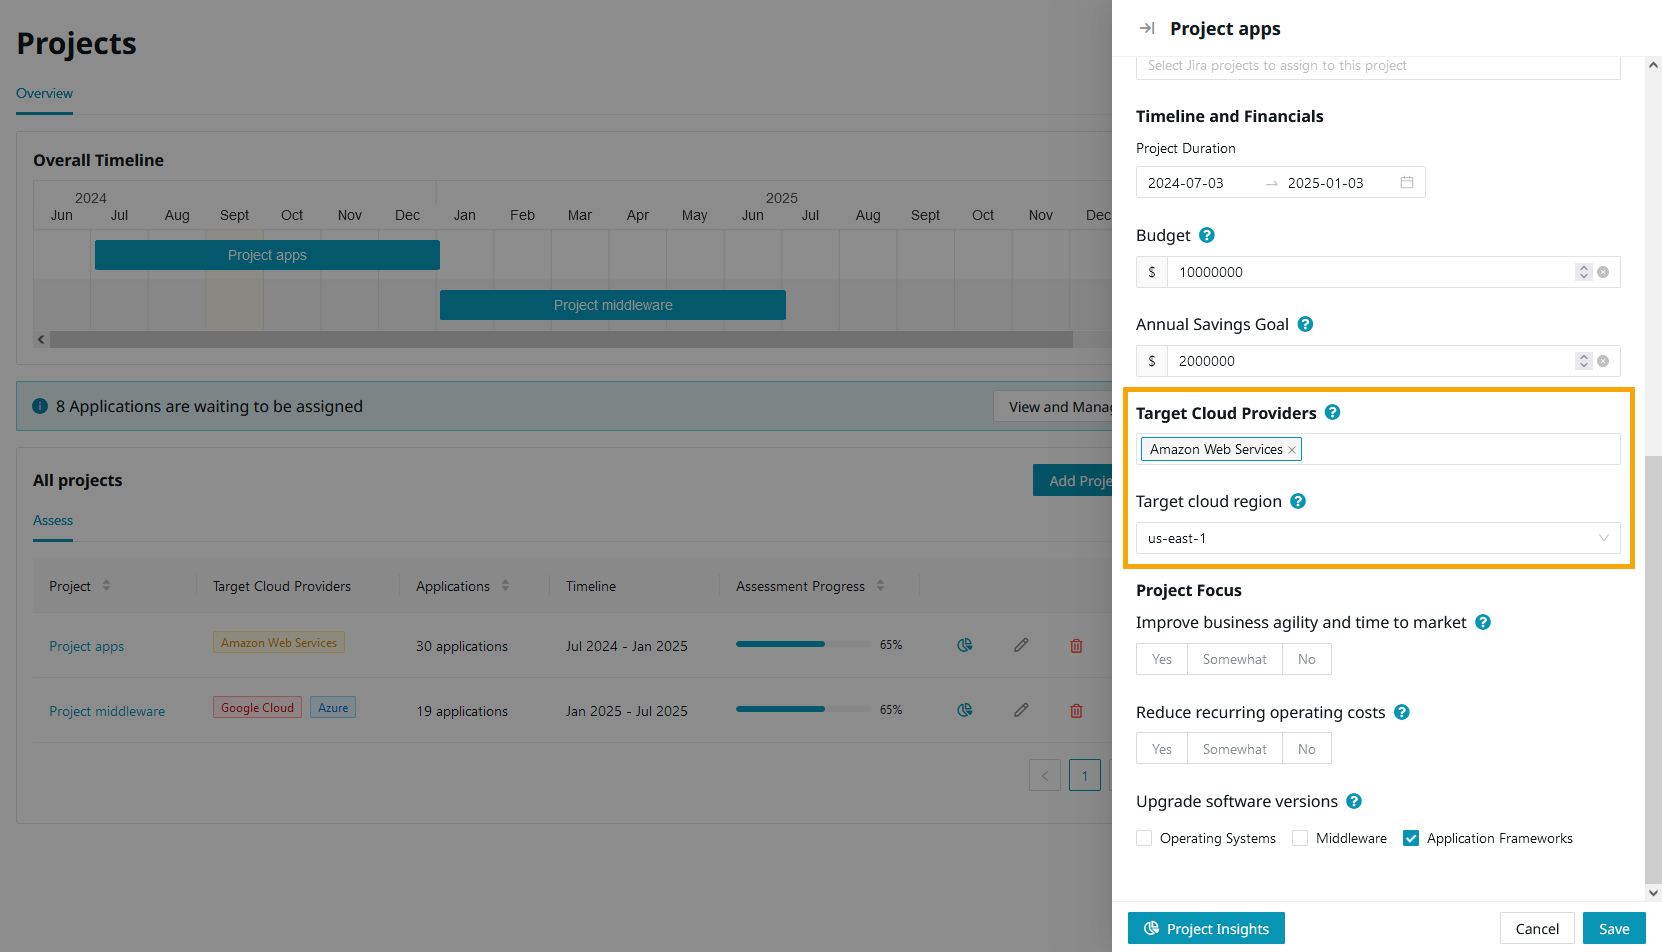 Projects
Overview
Overall Timeline
2024 2025
Jun Jul Aug Sept Oct Nov Dec Jan Feb Mar Apr May Jun Jul Aug Sept Oct Nov Dec
Project apps
Project middleware
8 Applications are waiting to be assigned
View and Manag
All projects
Add Proje
Assess
Project Target Cloud Providers Applications Timeline Assessment Progress
Project apps Amazon Web Services 30 applications Jul 2024 - Jan 2025 65%
Project middleware Google Cloud Azure 19 applications Jan 2025 - Jul 2025 65%
< 1
Project apps
Select Jira projects to assign to this project
Timeline and Financials
Project Duration
2024-07-03 → 2025-01-03
Budget ?
$ 10000000
Annual Savings Goal ?
$ 2000000
Target Cloud Providers ?
Amazon Web Services ×
Target cloud region ?
us-east-1
Project Focus
Improve business agility and time to market ?
Yes Somewhat No
Reduce recurring operating costs ?
Yes Somewhat No
Upgrade software versions ?
Operating Systems Middleware Application Frameworks
Project Insights Cancel Save